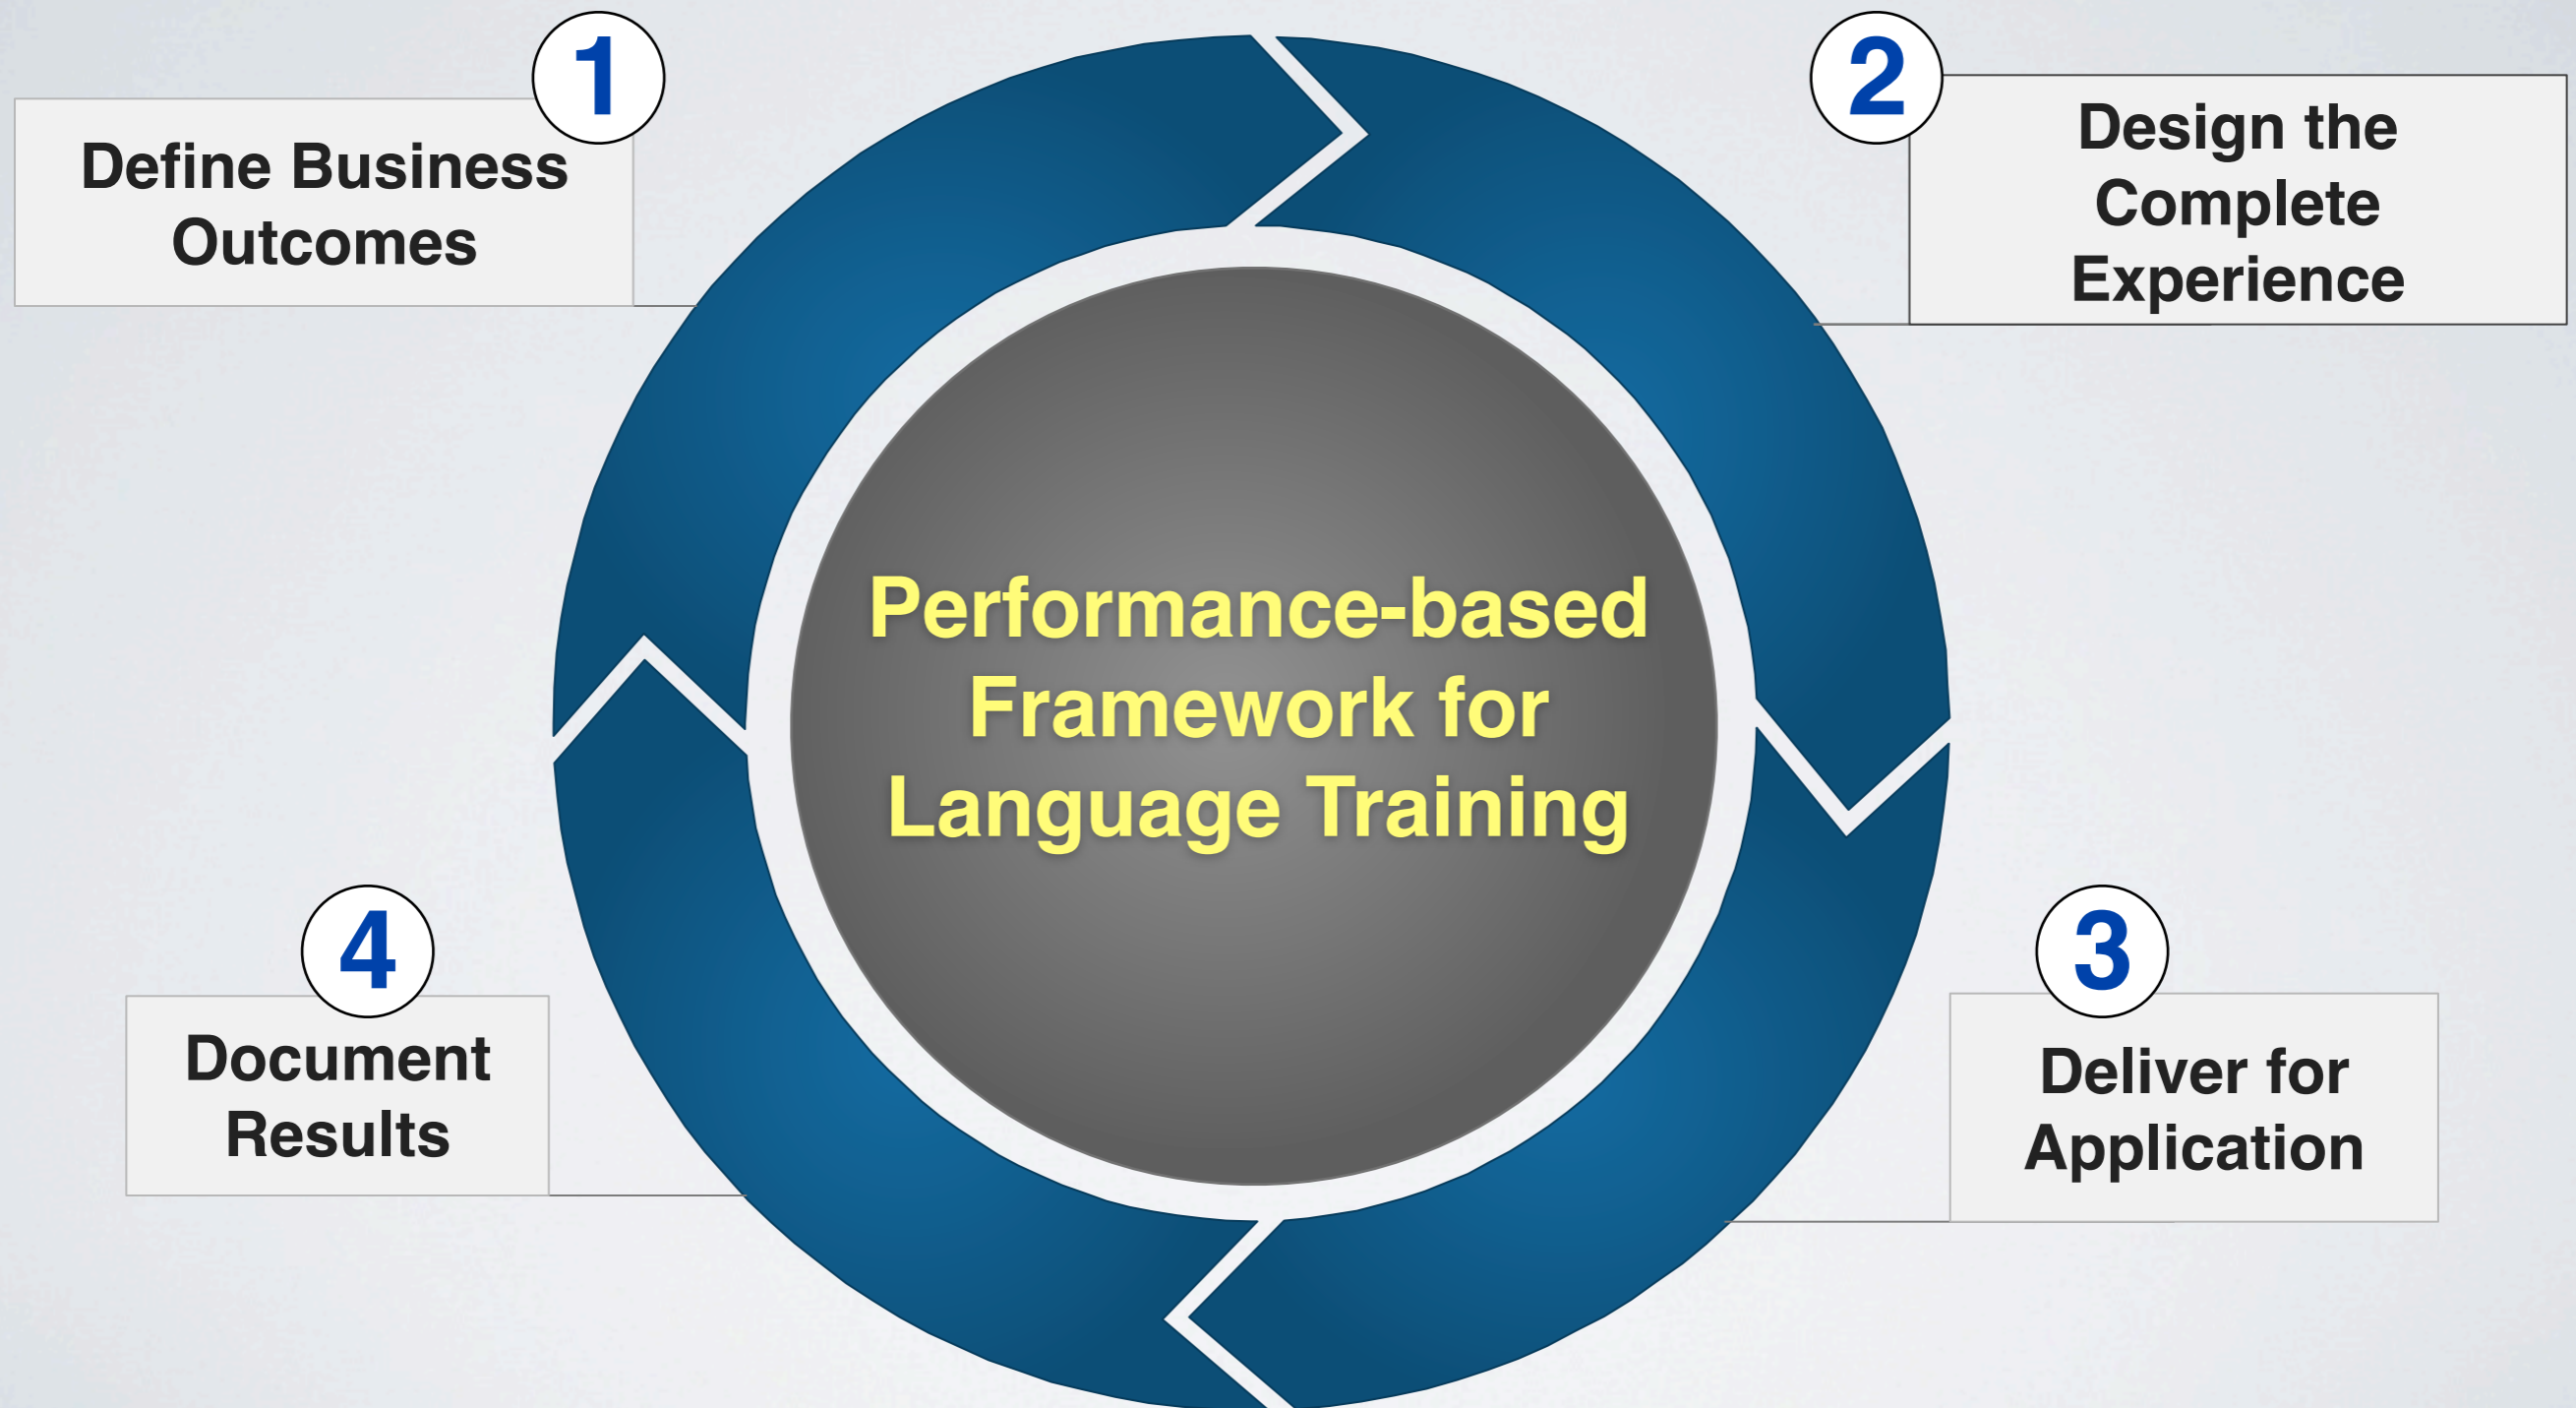 1
Define Business
Outcomes
2
Design the
Complete
Experience
Performance-based
Framework for
Language Training
3
Deliver for
Application
4
Document
Results